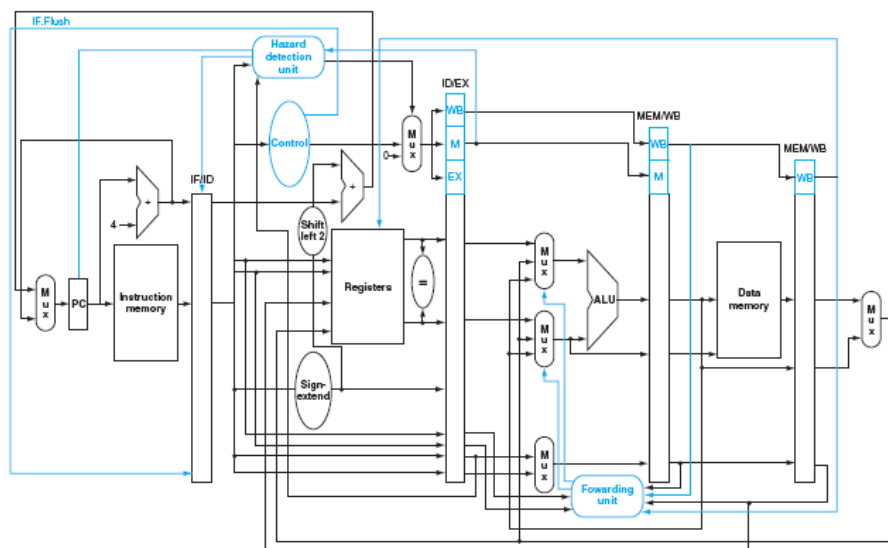 IF.Flush
Hazard
detection
unit
ID/EX
WB
MEM/WB
Control
M
u
x
M
WB
MEM/WB
0
IF/ID
+
EX
M
WB
+
4
Shift
left 2
M
u
x
PC
Instruction
memory
Registers
=
M
u
x
ALU
Data
memory
M
u
x
M
u
x
Sign-
extend
M
u
x
Fowarding
unit